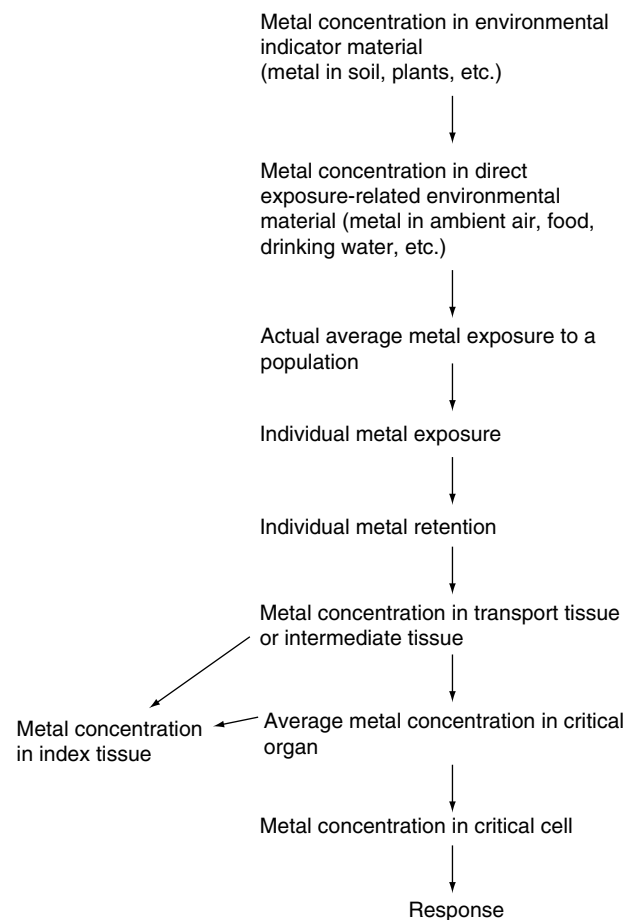 Metal concentration in environmental
indicator material
(metal in soil, plants, etc.)
Metal concentration in direct
exposure-related environmental
material (metal in ambient air, food,
drinking water, etc.)
Actual average metal exposure to a
population
Individual metal exposure
Individual metal retention
Metal concentration in transport tissue
or intermediate tissue
Metal concentration
in index tissue
Average metal concentration in critical
organ
Metal concentration in critical cell
Response